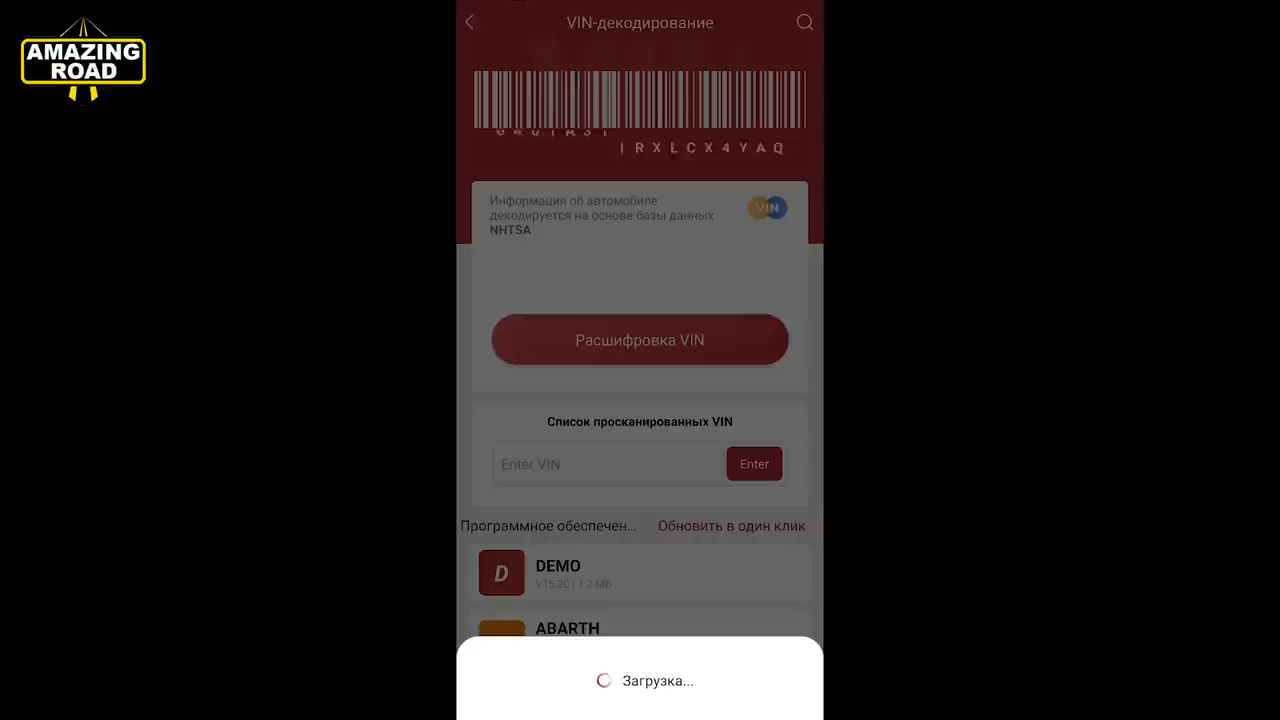 AMAZING
ROAD
VIN-декодирование
IRXLCX4YAQ
Информация об автомобиле
декодируется на основе базы данных
NHTSA
VIN
Расшифровка VIN
Список просканированных VIN
Enter VIN
Enter
Программное обеспечен...
Обновить в один клик
D
DEMO
V15.20 | 1.2 MB
ABARTH
Загрузка...